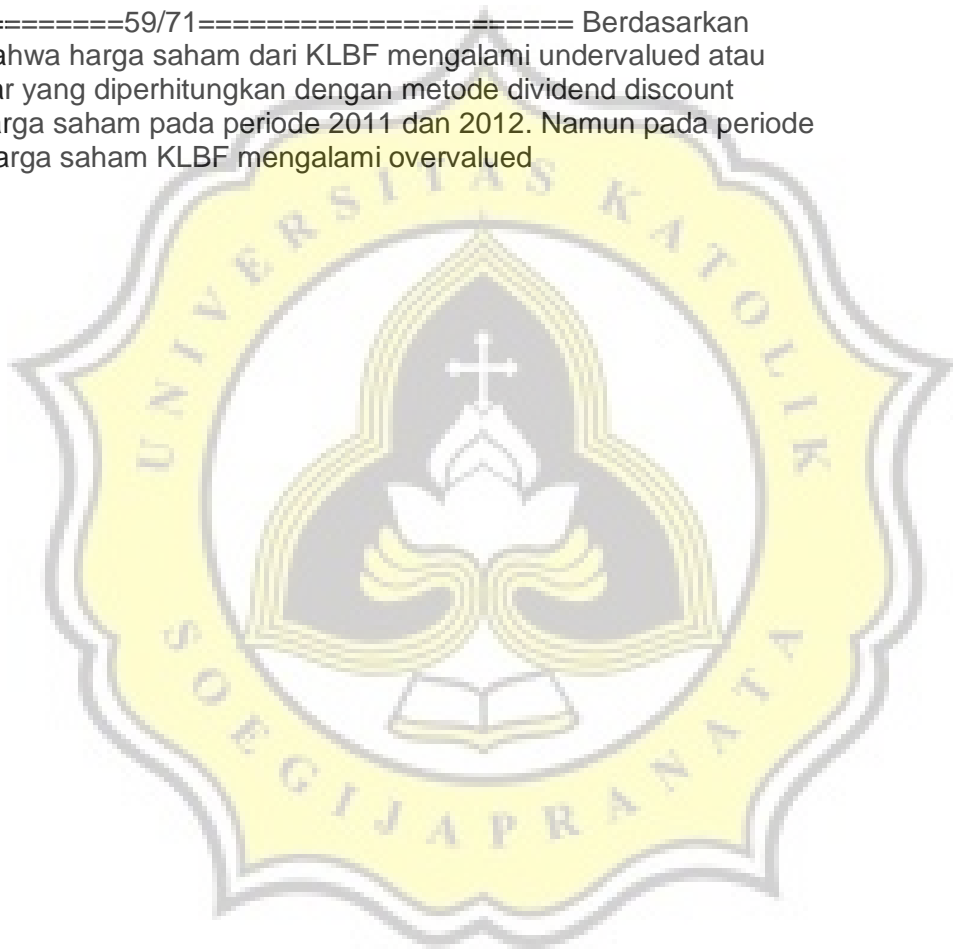 ========59/71====================== Berdasarkan
ahwa harga saham dari KLBF mengalami undervalued atau
ar yang diperhitungkan dengan metode dividend discount
arga saham pada periode 2011 dan 2012. Namun pada periode
arga saham KLBF mengalami overvalued
UNIVERSITAS KATOLIK
SOEGIJAPRANATA